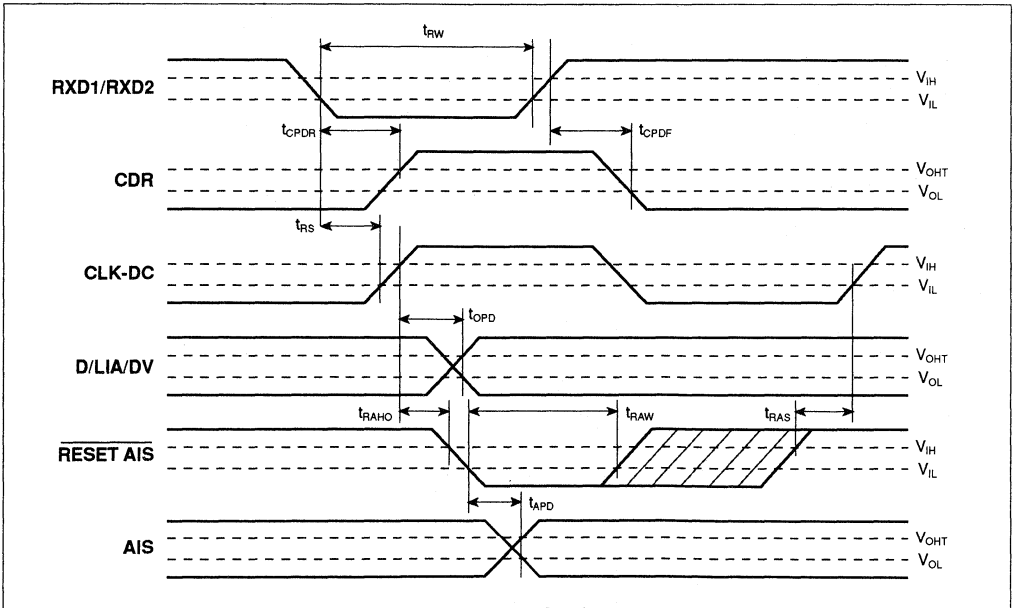 tRW
RXD1/RXD2
VIH
VIL
tCPDR
tCPDF
CDR
VOHT
VOL
tRS
CLK-DC
VIH
VIL
tOPD
D/LIA/DV
VOHT
VOL
tRAHO
tRAW
tRAS
RESET AIS
VIH
VIL
tAPD
AIS
VOHT
VOL